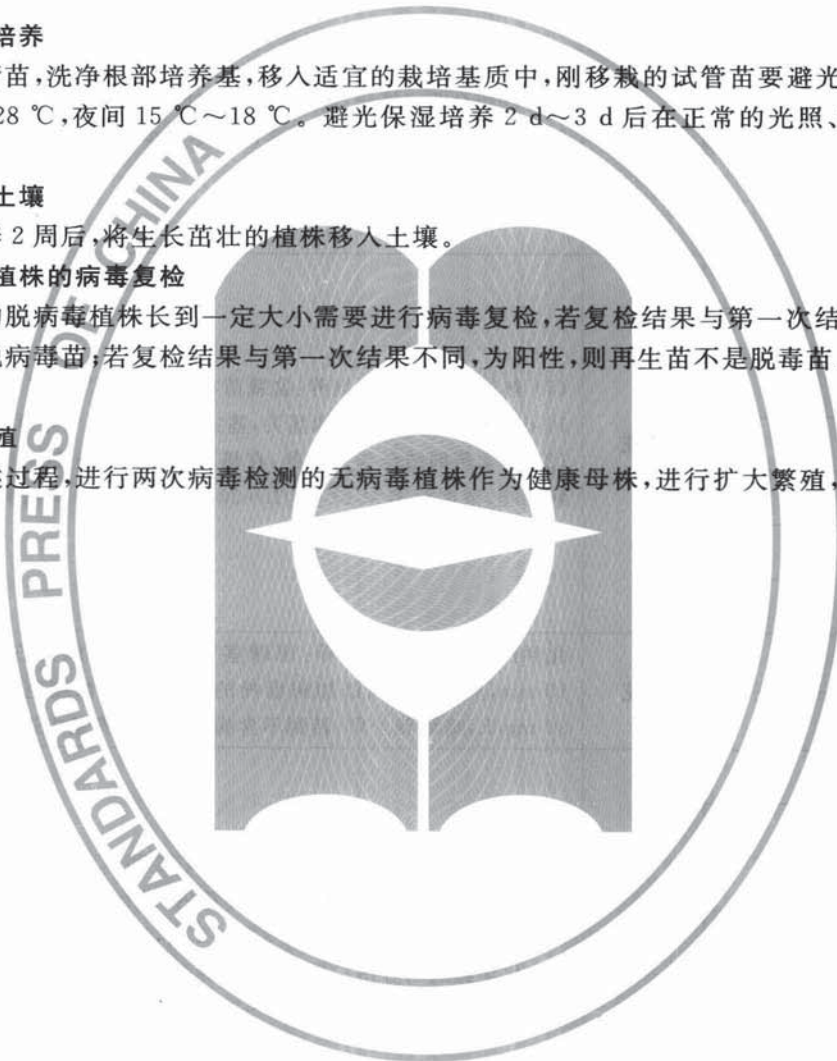 培养
苗,洗净根部培养基,移入适宜的栽培基质中,刚移栽的试管苗要避光
28 ℃,夜间 15 ℃～18 ℃。避光保湿培养 2 d～3 d 后在正常的光照、
土壤
2 周后,将生长茁壮的植株移入土壤。
植株的病毒复检
脱病毒植株长到一定大小需要进行病毒复检,若复检结果与第一次结
病毒苗;若复检结果与第一次结果不同,为阳性,则再生苗不是脱毒苗
殖
过程,进行两次病毒检测的无病毒植株作为健康母株,进行扩大繁殖,
STANDARDS PRESS OF CHINA